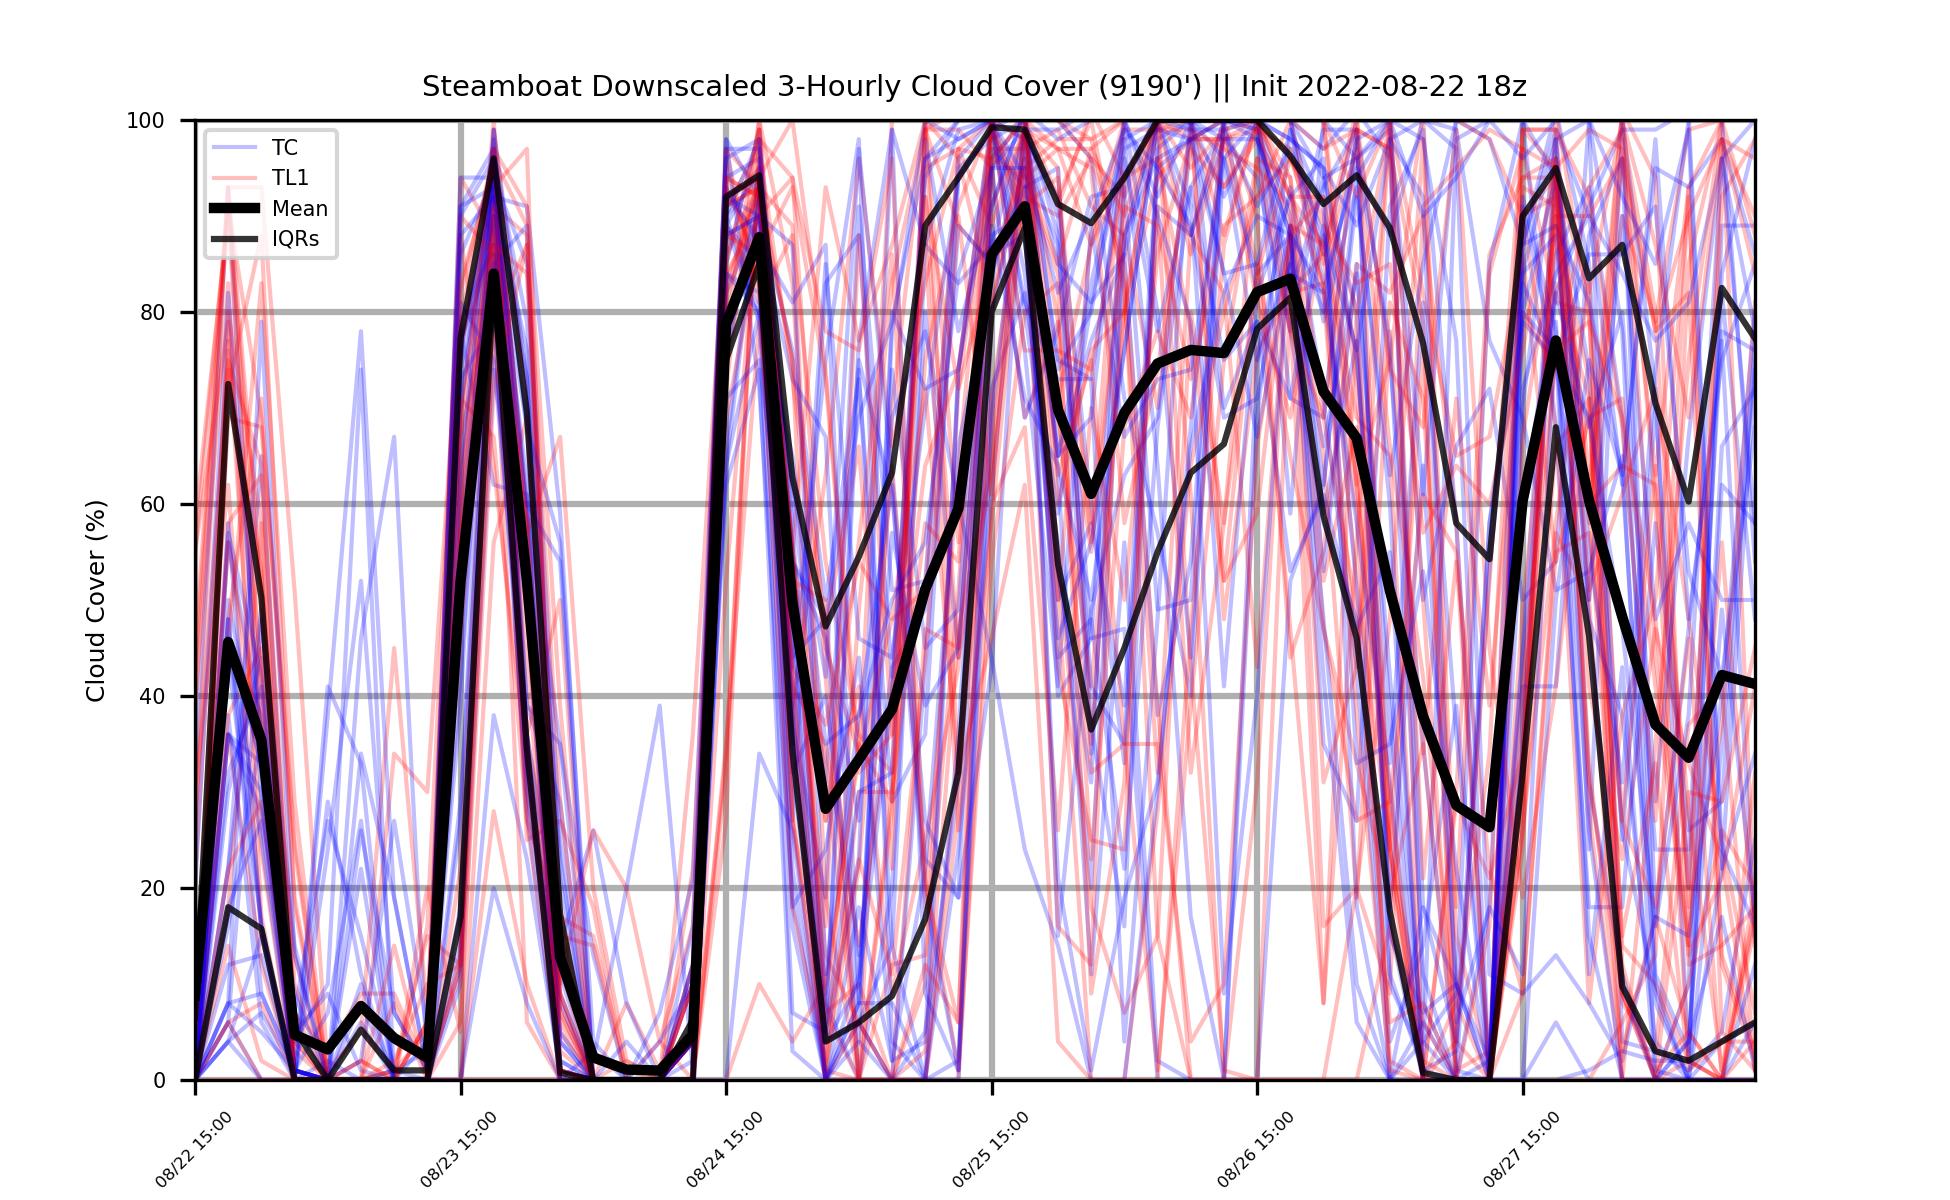 Steamboat Downscaled 3-Hourly Cloud Cover (9190') || Init 2022-08-22 18z
Cloud Cover (%)
100
80
60
40
20
0
TC
TL1
Mean
IQRs
08/22 15:00
08/23 15:00
08/24 15:00
08/25 15:00
08/26 15:00
08/27 15:00